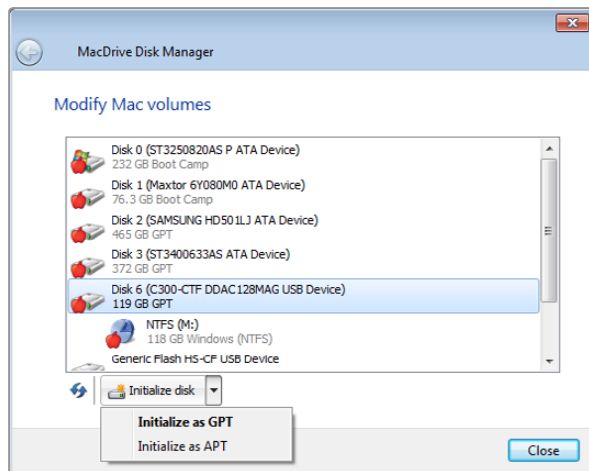 MacDrive Disk Manager
Modify Mac volumes
Disk 0 (ST3250820AS P ATA Device)
232 GB Boot Camp
Disk 1 (Maxtor 6Y080M0 ATA Device)
76.3 GB Boot Camp
Disk 2 (SAMSUNG HD501LJ ATA Device)
465 GB GPT
Disk 3 (ST3400633AS ATA Device)
372 GB GPT
Disk 6 (C300-CTF DDAC128MAG USB Device)
119 GB GPT
NTFS (M:)
118 GB Windows (NTFS)
Generic Flash HS-CF USB Device
Initialize disk
Initialize as GPT
Initialize as APT
Close